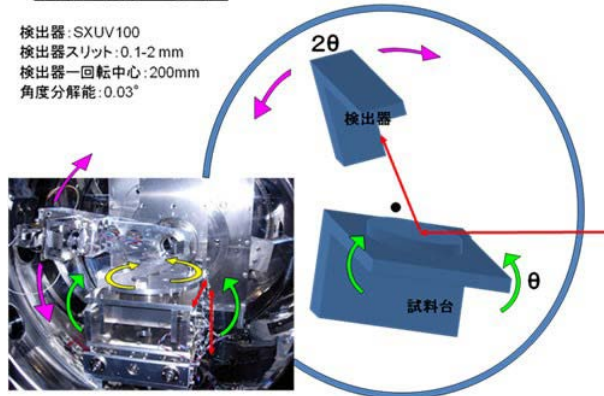 検出器:SXUV100
検出器スリット:0.1-2 mm
検出器ー回転中心:200mm
角度分解能:0.03°
2θ
検出器
θ
試料台